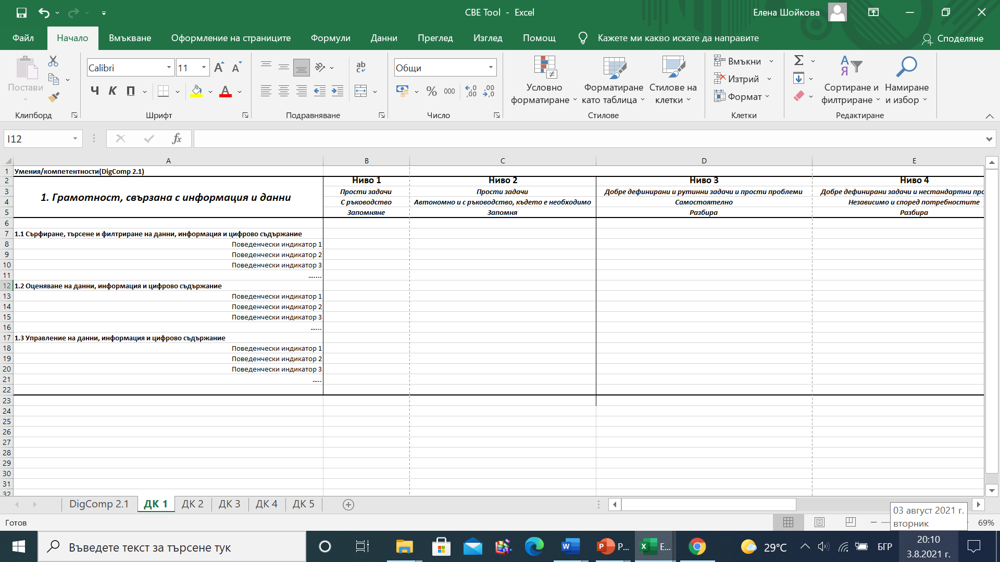 CBE Tool - Excel
Елена Шойкова
Файл Начало Вмъкване Оформление на страниците Формули Данни Преглед Изглед Помощ Кажете ми какво искате да направите Споделяне
Постави
Calibri 11
Ч К П
ab
c
Общи
% 000 ,00 ,00
Условно форматиране
Форматиране като таблица
Стилове на клетки
Вмъкни
Изтрий
Формат
Сортиране и филтриране
Намиране и избор
Клипборд Шрифт Подравняване Число Стилове Клетки Редактиране
I12 fx
A B C D E
1 Умения/компетентности(DigComp 2.1)
2 Ниво 1 Ниво 2 Ниво 3 Ниво 4
1. Грамотност, свързана с информация и данни
3 Прости задачи Прости задачи Добре дефинирани и рутинни задачи и прости проблеми Добре дефинирани задачи и нестандартни про
4 С ръководство Автономно и с ръководство, където е необходимо Самостоятелно Независимо и според потребностите
5 Запомняне Запомня Разбира Разбира
6
7 1.1 Сърфиране, търсене и филтриране на данни, информация и цифрово съдържание
8 Поведенчески индикатор 1
9 Поведенчески индикатор 2
10 Поведенчески индикатор 3
11 .......
12 1.2 Оценяване на данни, информация и цифрово съдържание
13 Поведенчески индикатор 1
14 Поведенчески индикатор 2
15 Поведенчески индикатор 3
16 ......
17 1.3 Управление на данни, информация и цифрово съдържание
18 Поведенчески индикатор 1
19 Поведенчески индикатор 2
20 Поведенчески индикатор 3
21 .....
22
23
24
25
26
27
28
29
30
31
32
DigComp 2.1 ДК 1 ДК 2 ДК 3 ДК 4 ДК 5
03 август 2021 г.
вторник
Готов 69%
Въведете текст за търсене тук
P...
E...
29°C
БГР
20:10
3.8.2021 г.